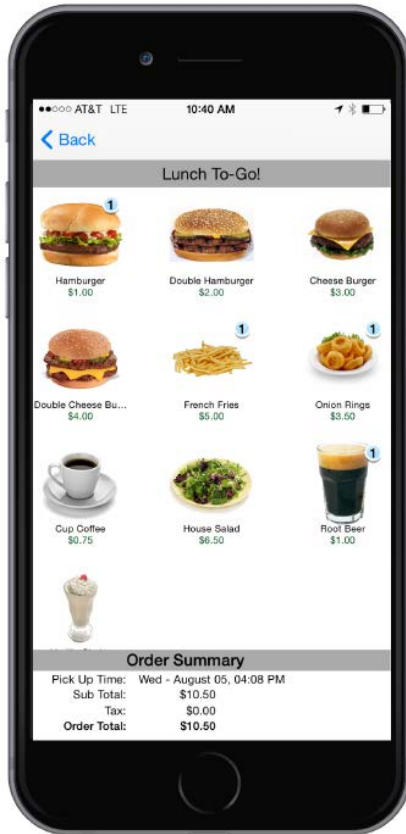 AT&T LTE 10:40 AM
Back
Lunch To-Go!
1
Hamburger Double Hamburger Cheese Burger
$1.00 $2.00 $3.00
1 1
Double Cheese Bu... French Fries Onion Rings
$4.00 $5.00 $3.50
1
Cup Coffee House Salad Root Beer
$0.75 $6.50 $1.00
Order Summary
Pick Up Time: Wed - August 05, 04:08 PM
Sub Total: $10.50
Tax: $0.00
Order Total: $10.50